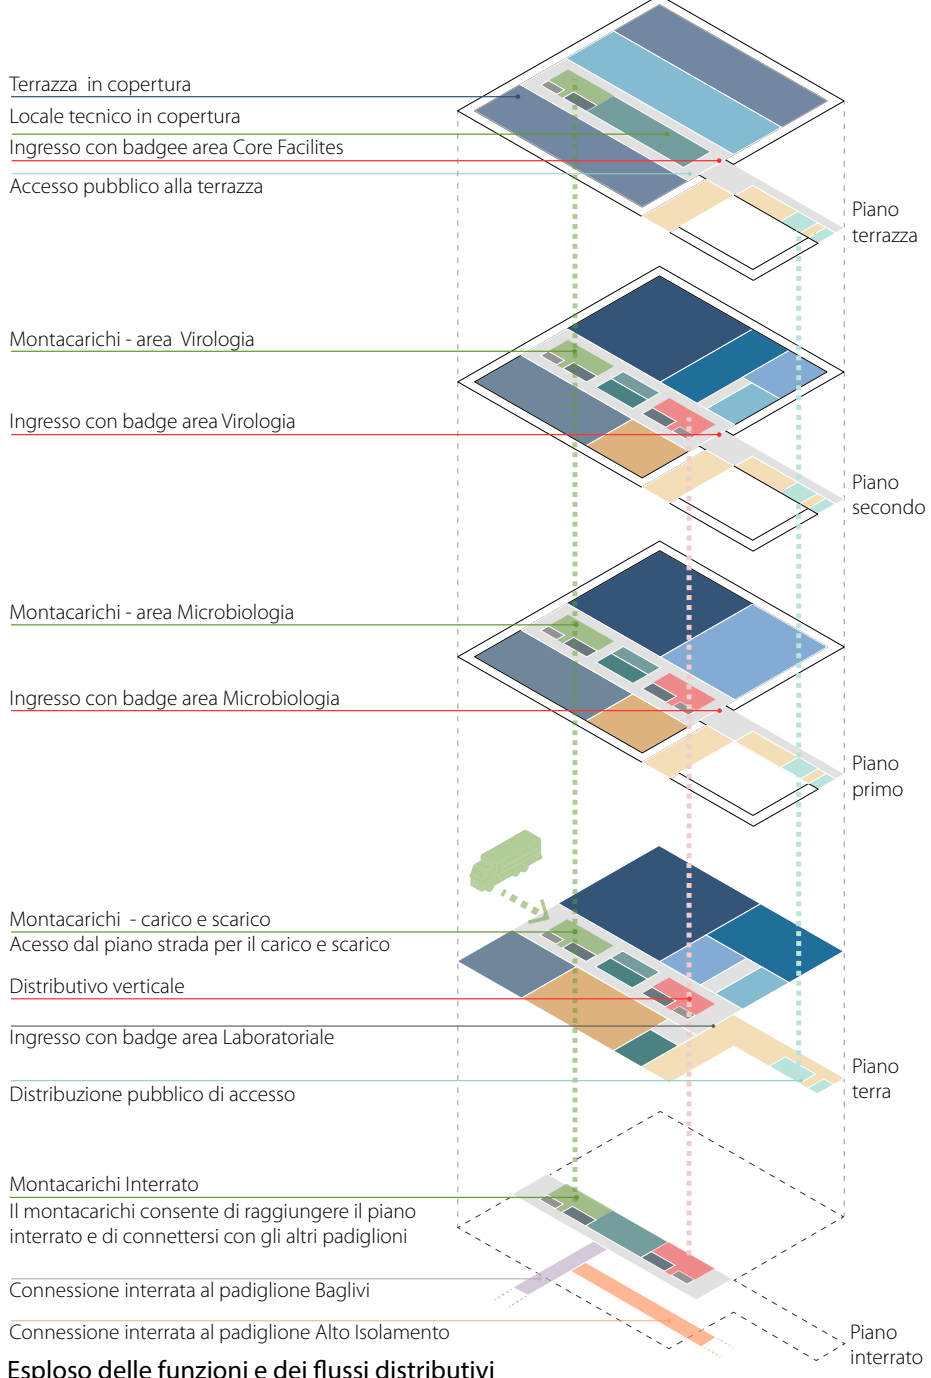 Terrazza in copertura
Locale tecnico in copertura
Ingresso con badgee area Core Facilites
Accesso pubblico alla terrazza
Piano
terrazza
Montacarichi - area Virologia
Ingresso con badge area Virologia
Piano
secondo
Montacarichi - area Microbiologia
Ingresso con badge area Microbiologia
Piano
primo
Montacarichi - carico e scarico
Acesso dal piano strada per il carico e scarico
Distributivo verticale
Ingresso con badge area Laboratoriale
Piano
terra
Distribuzione pubblico di accesso
Montacarichi Interrato
Il montacarichi consente di raggiungere il piano
interrato e di connettersi con gli altri padiglioni
Connessione interrata al padiglione Baglivi
Connessione interrata al padiglione Alto Isolamento
Piano
interrato
Esploso delle funzioni e dei flussi distributivi